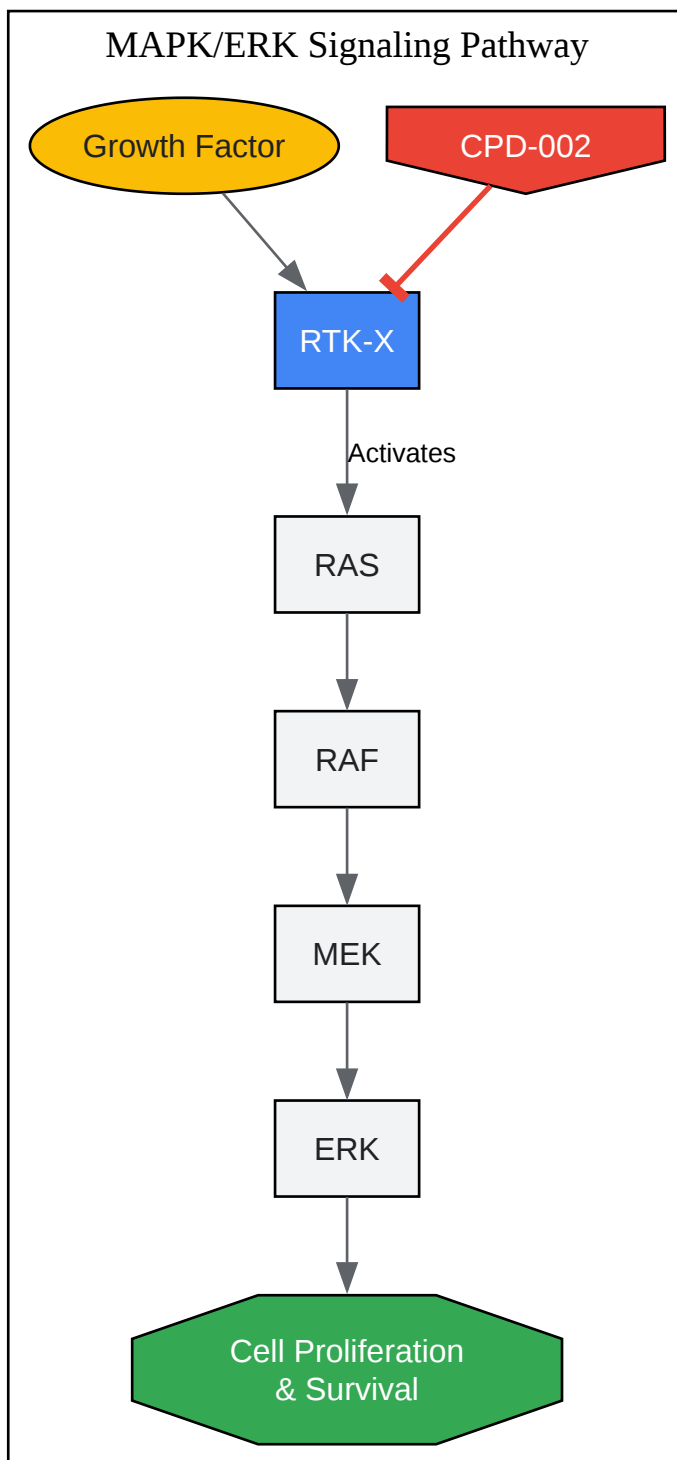 MAPK/ERK Signaling Pathway
Growth Factor
CPD-002
RTK-X
Activates
RAS
RAF
MEK
ERK
Cell Proliferation
& Survival